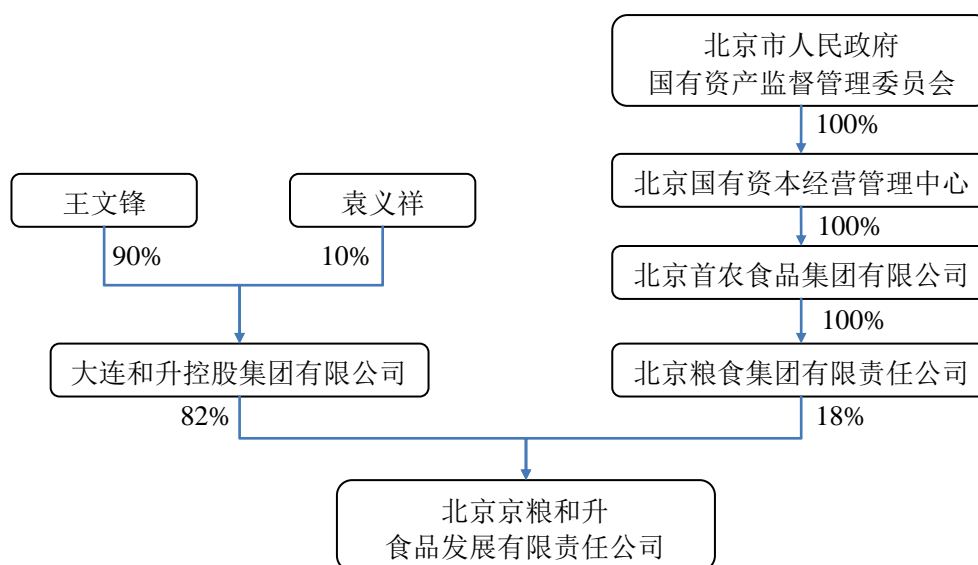 北京市人民政府
国有资产监督管理委员会
100%
北京国有资本经营管理中心
王文锋
袁义祥
100%
90%
10%
北京首农食品集团有限公司
100%
大连和升控股集团有限公司
北京粮食集团有限责任公司
82%
18%
北京京粮和升
食品发展有限责任公司